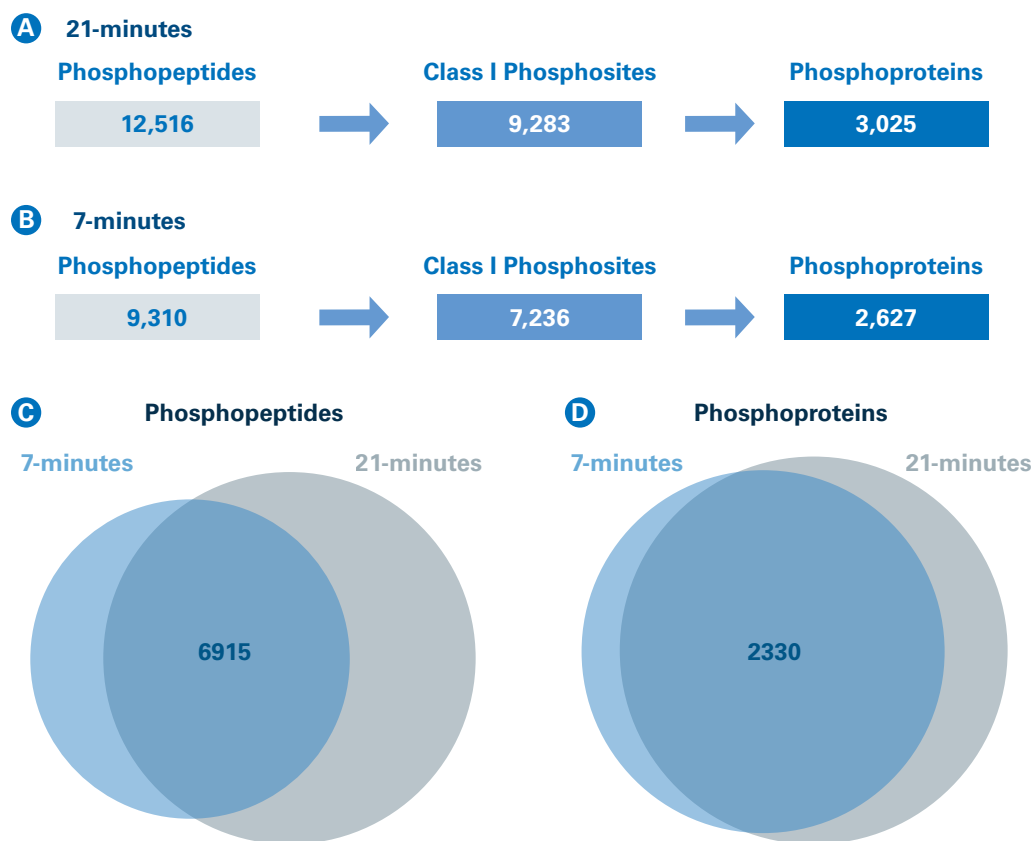 A 21-minutes
Phosphopeptides Class I Phosphosites Phosphoproteins
12,516 9,283 3,025
B 7-minutes
Phosphopeptides Class I Phosphosites Phosphoproteins
9,310 7,236 2,627
C Phosphopeptides
7-minutes 21-minutes
6915
D Phosphoproteins
7-minutes 21-minutes
2330